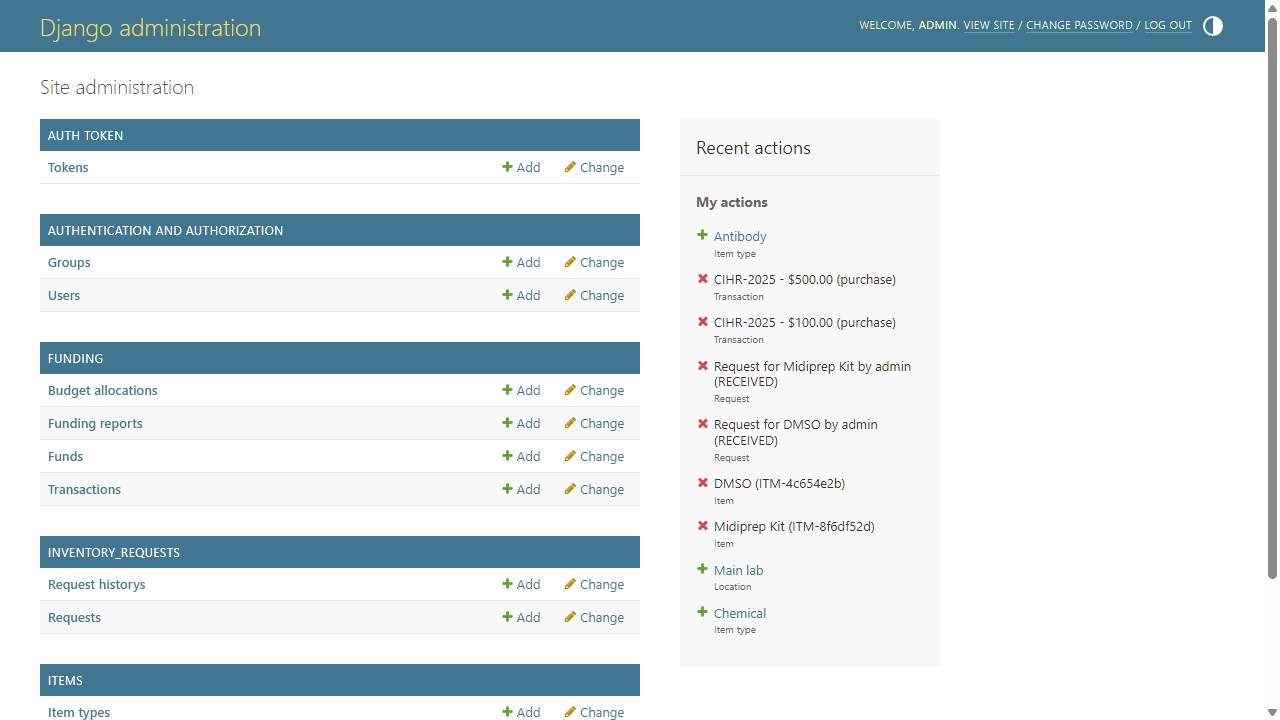 Django administration
WELCOME, ADMIN. VIEW SITE / CHANGE PASSWORD / LOG OUT
Site administration
AUTH TOKEN
Tokens Add Change
AUTHENTICATION AND AUTHORIZATION
Groups Add Change
Users Add Change
FUNDING
Budget allocations Add Change
Funding reports Add Change
Funds Add Change
Transactions Add Change
INVENTORY_REQUESTS
Request historys Add Change
Requests Add Change
ITEMS
Item types Add Change
Recent actions
My actions
Antibody
Item type
CIHR-2025 - $500.00 (purchase)
Transaction
CIHR-2025 - $100.00 (purchase)
Transaction
Request for Midiprep Kit by admin
(RECEIVED)
Request
Request for DMSO by admin
(RECEIVED)
Request
DMSO (ITM-4c654e2b)
Item
Midiprep Kit (ITM-8f6df52d)
Item
Main lab
Location
Chemical
Item type